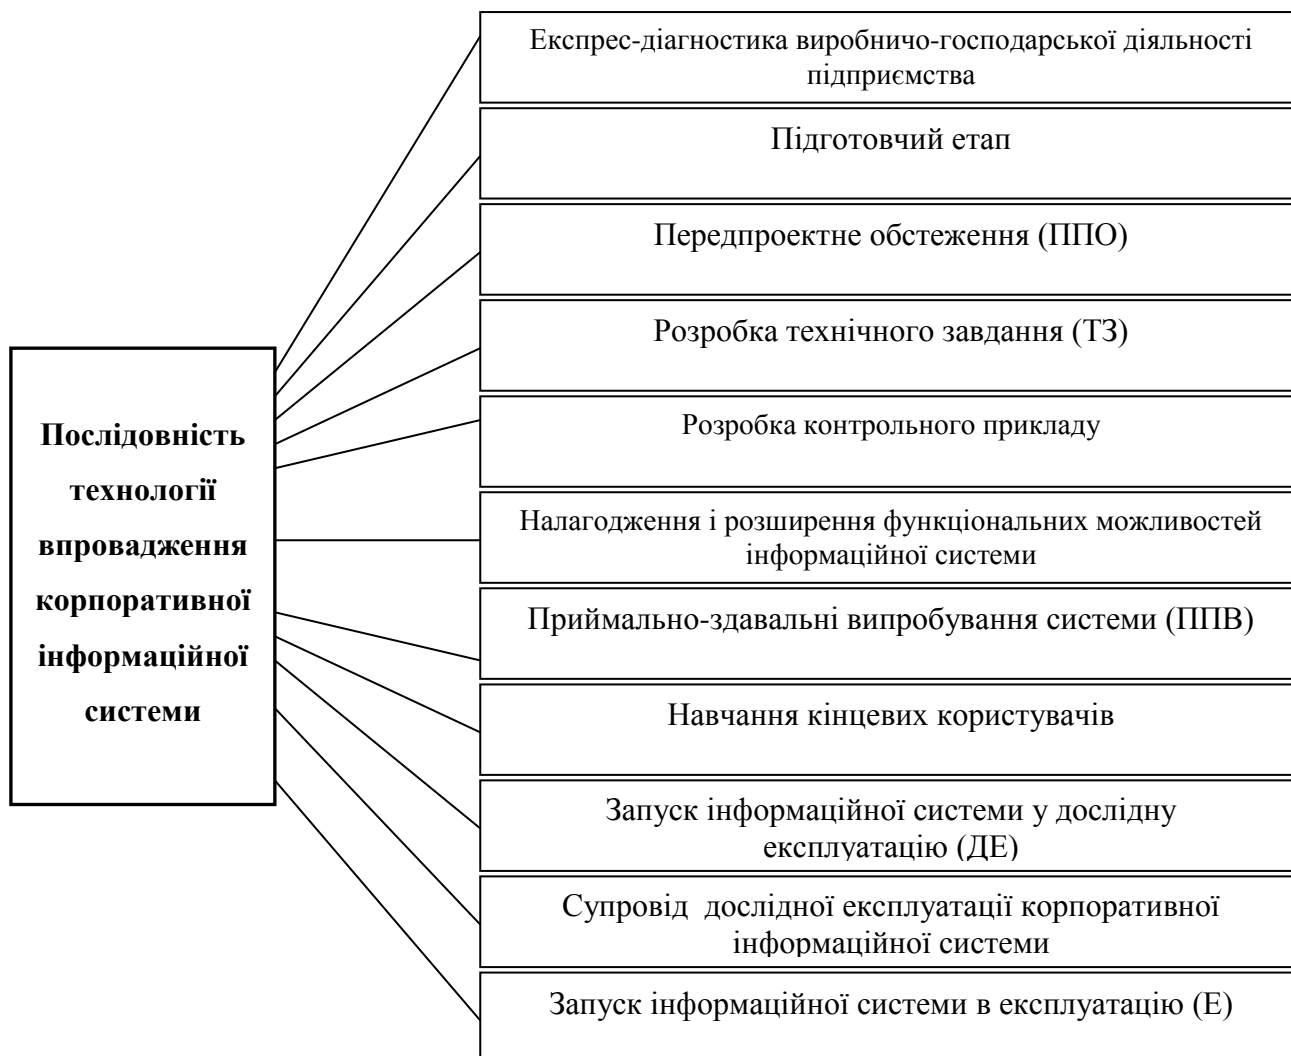 Послідовність
технології
впровадження
корпоративної
інформаційної
системи
Експрес-діагностика виробничо-господарської діяльності
підприємства
Підготовчий етап
Передпроектне обстеження (ППО)
Розробка технічного завдання (ТЗ)
Розробка контрольного прикладу
Налагодження і розширення функціональних можливостей
інформаційної системи
Приймально-здавальні випробування системи (ППВ)
Навчання кінцевих користувачів
Запуск інформаційної системи у дослідну
експлуатацію (ДЕ)
Супровід дослідної експлуатації корпоративної
інформаційної системи
Запуск інформаційної системи в експлуатацію (Е)